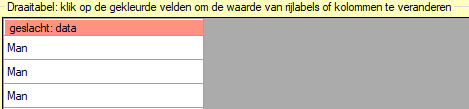 Draaitabel: klik op de gekleurde velden om de waarde van rijlabels of kolommen te veranderen
geslacht: data
Man
Man
Man